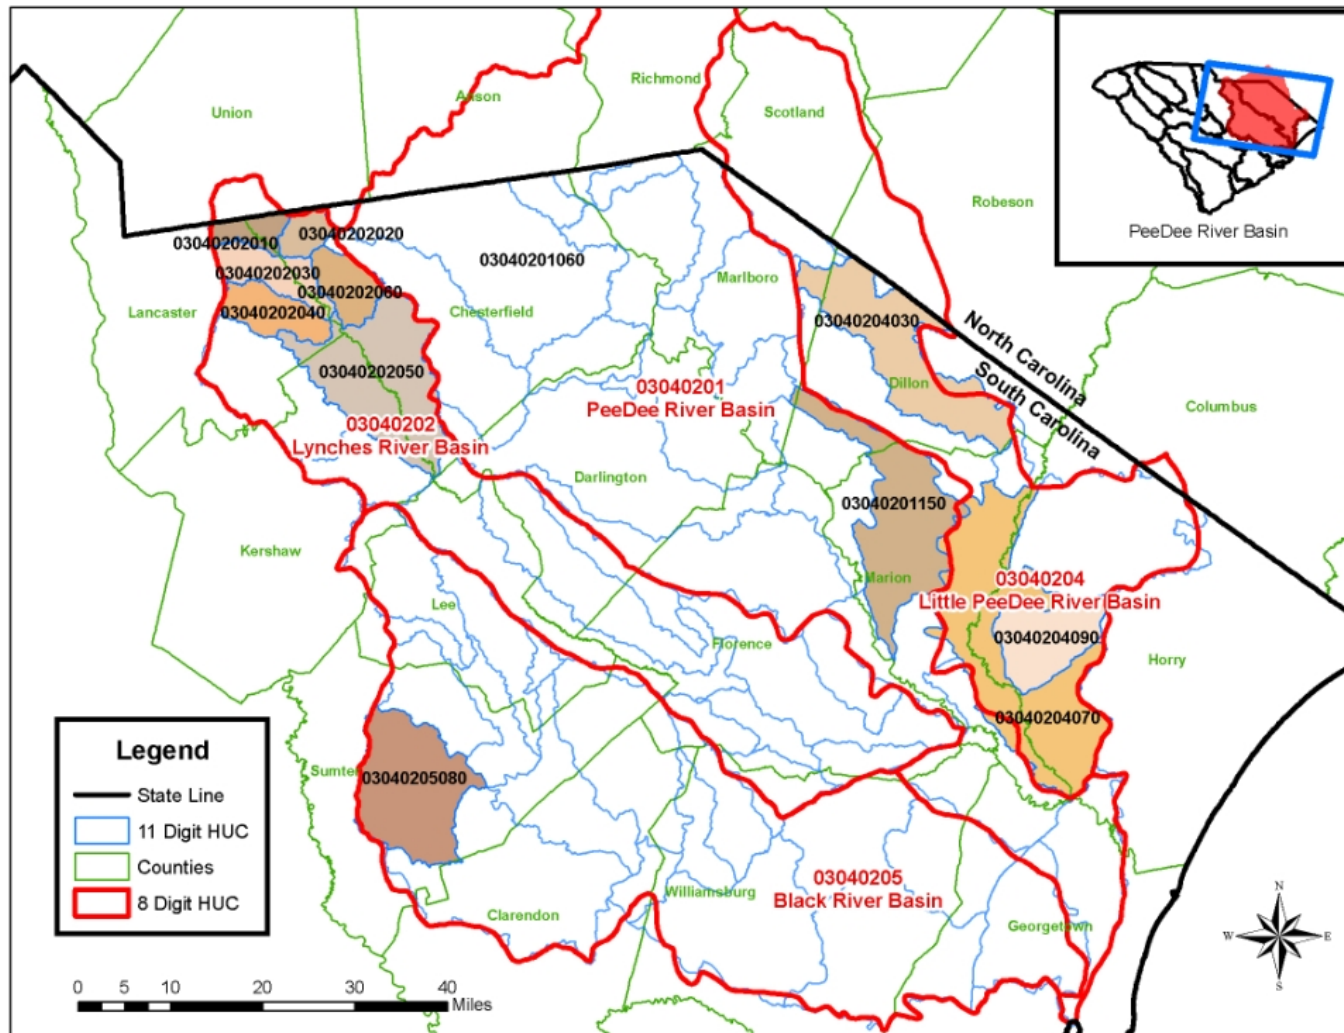 Richmond
Anson
Union
Scotland
Robeson
PeeDee River Basin
03040202020
03040202010
03040201060
03040202030
Marlboro
03040202060
Lancaster
03040202040
Chesterfield
03040204030
North Carolina
South Carolina
03040202050
Dillon
03040201
PeeDee River Basin
Columbus
03040202
Lynches River Basin
Darlington
03040201150
Kershaw
Marion
03040204
Little PeeDee River Basin
Lee
03040204090
Florence
Horry
03040204070
Legend
State Line
11 Digit HUC
Counties
8 Digit HUC
Sumter
03040205080
03040205
Black River Basin
Williamsburg
Clarendon
Georgetown
N
W
E
S
0 5 10 20 30 40
Miles